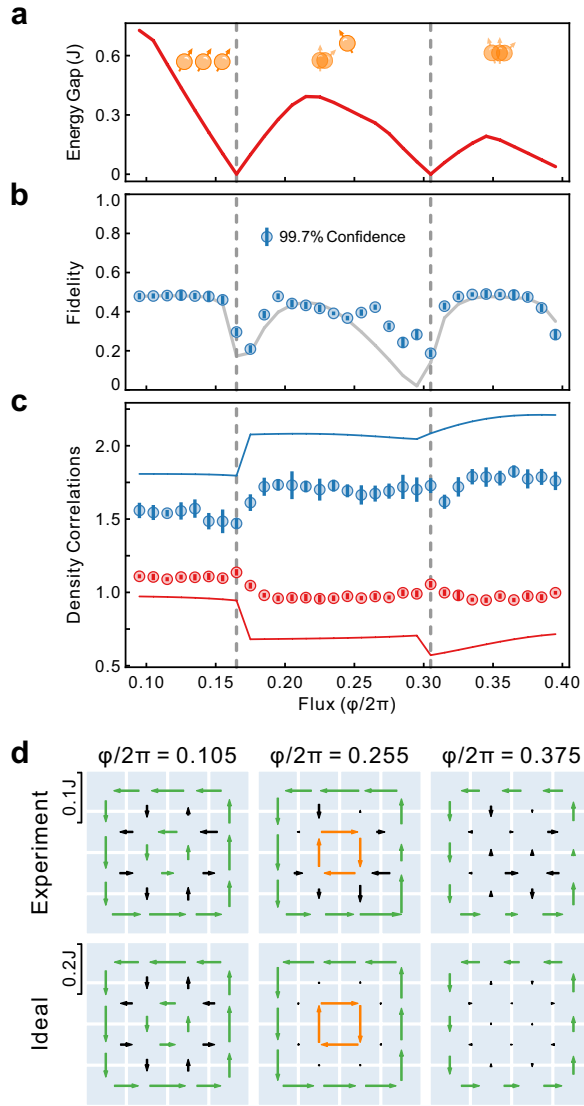 a
Energy Gap (J)
0.6
0.3
0
b
Fidelity
1.0
0.8
0.6
0.4
0.2
0
99.7% Confidence
c
Density Correlations
2.0
1.5
1.0
0.5
0.10 0.15 0.20 0.25 0.30 0.35 0.40
Flux (φ/2π)
d
φ/2π = 0.105 φ/2π = 0.255 φ/2π = 0.375
Experiment
0.1J
Ideal
0.2J